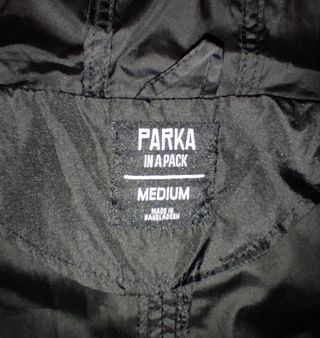 PARKA
IN A PACK
MEDIUM
MADE IN
BANGLADESH